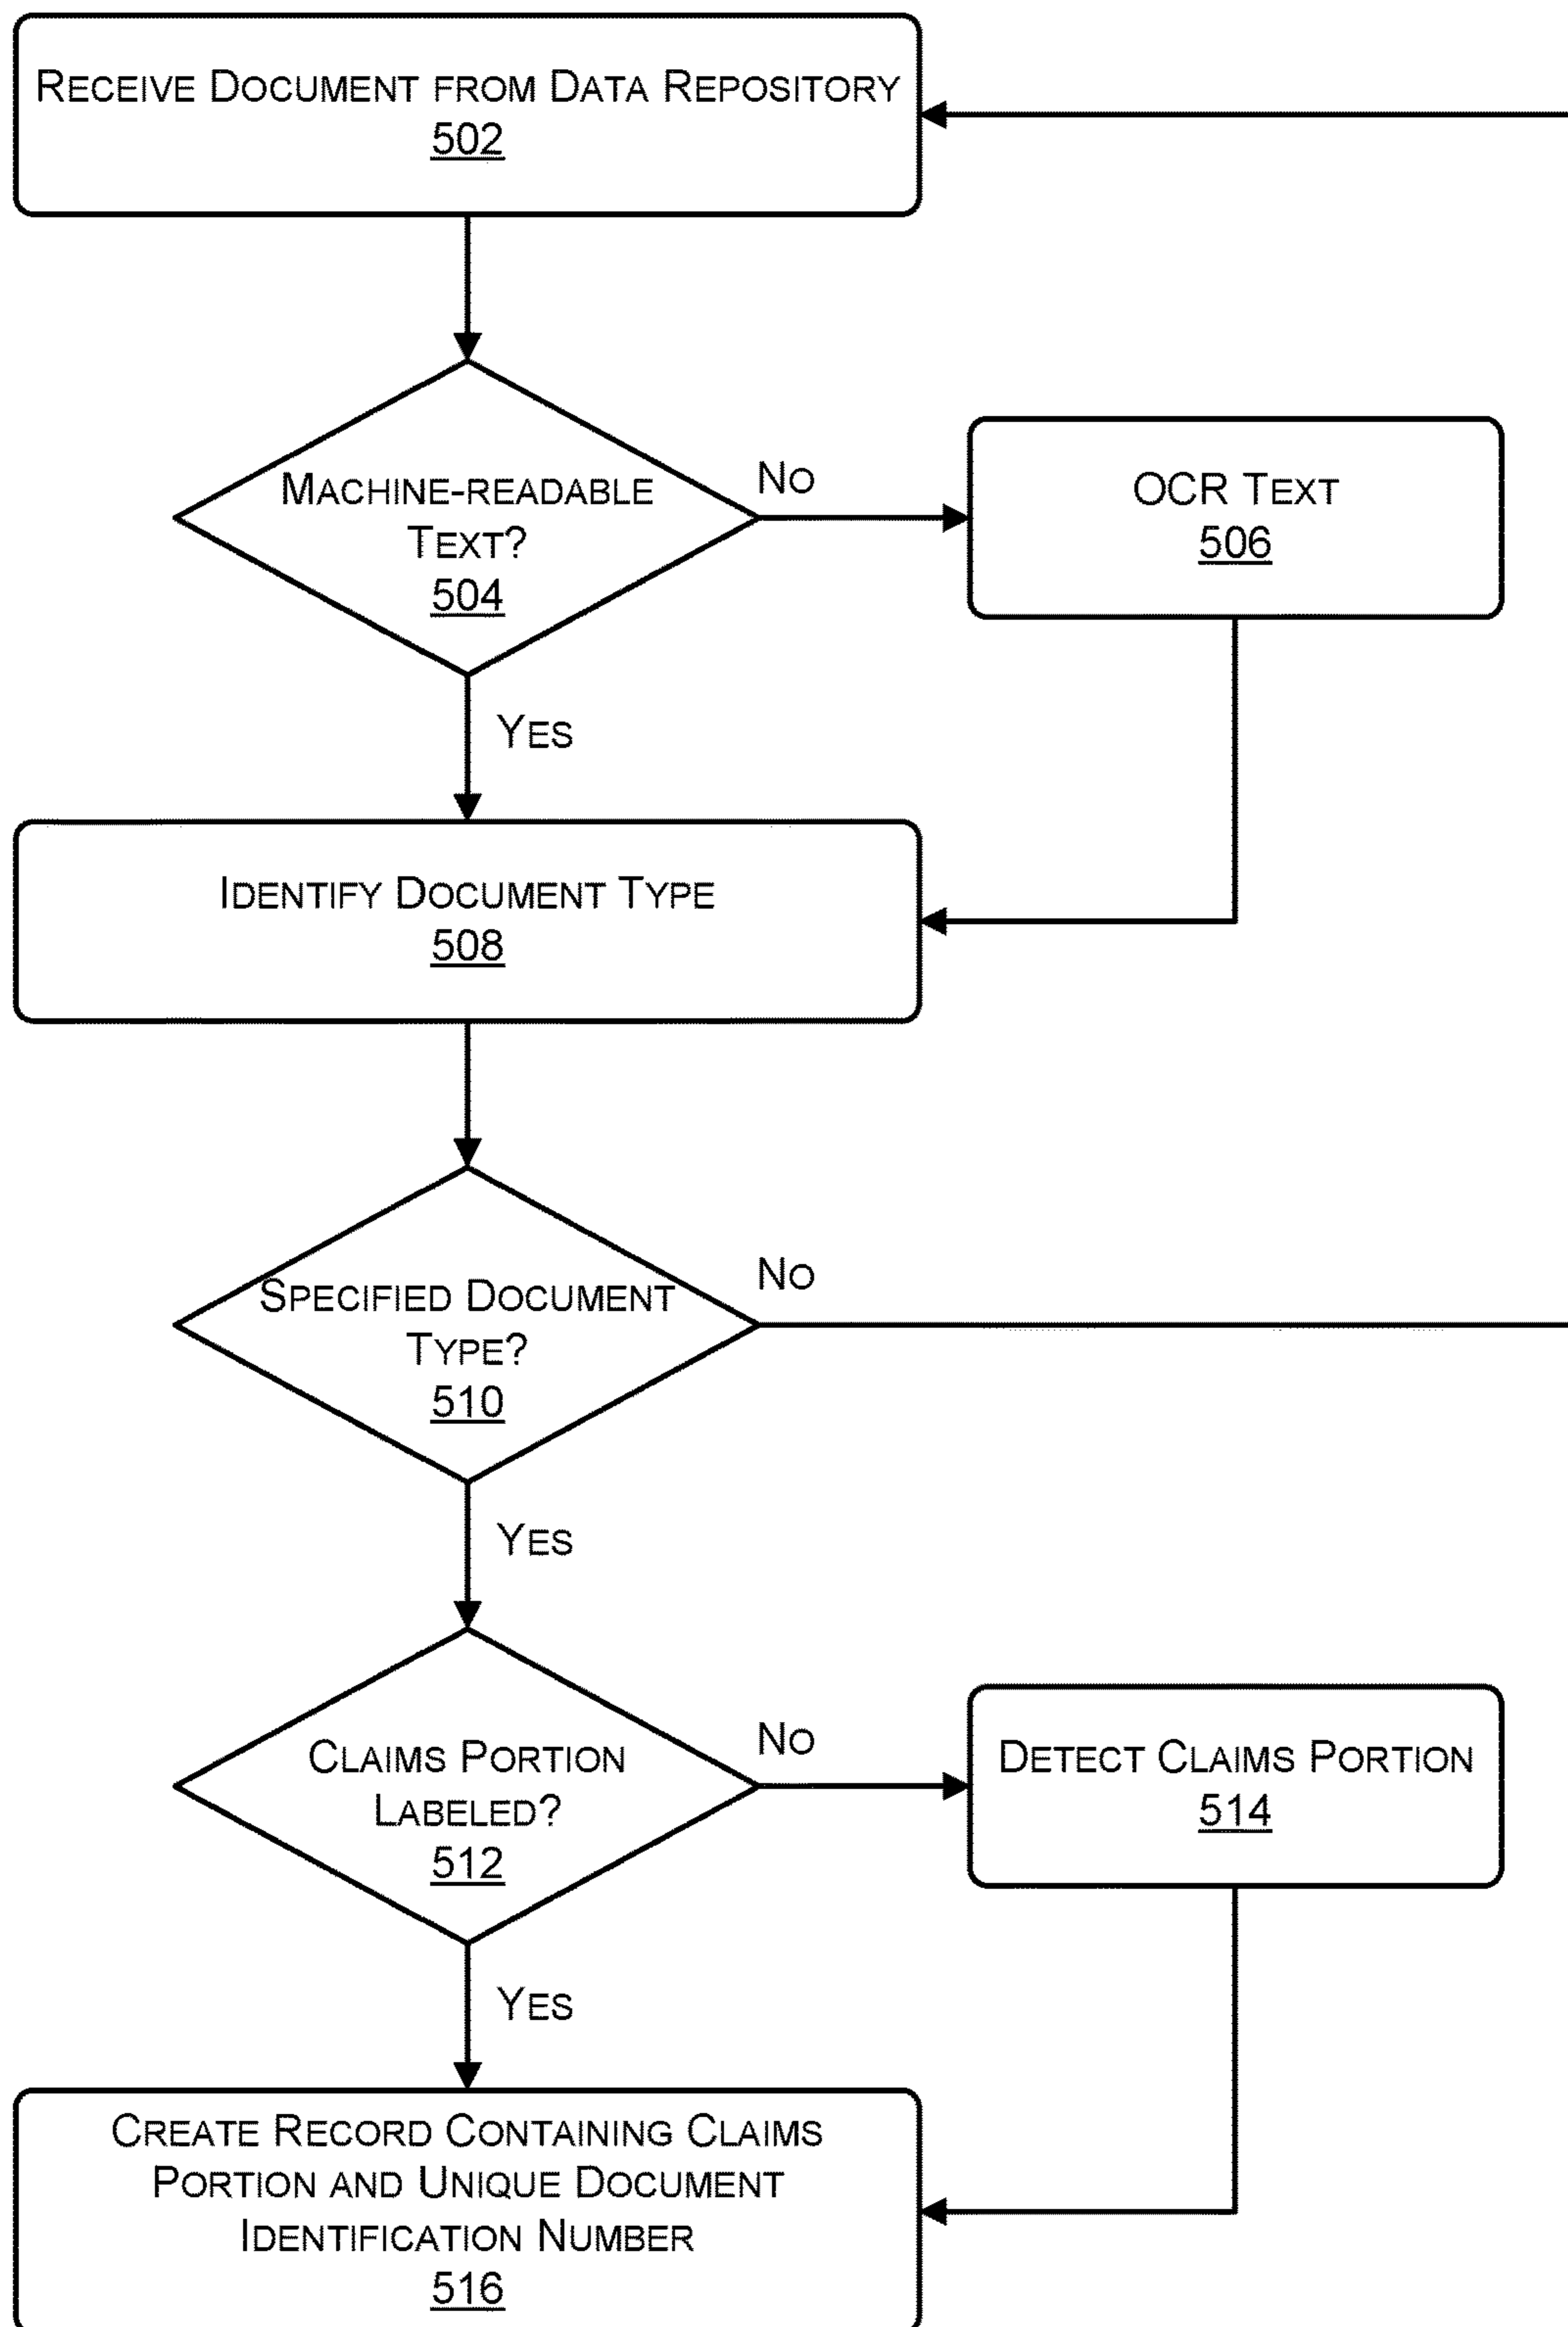 RECEIVE DOCUMENT FROM DATA REPOSITORY
502
MACHINE-READABLE
TEXT?
504
NO
OCR TEXT
506
YES
IDENTIFY DOCUMENT TYPE
508
SPECIFIED DOCUMENT
TYPE?
510
NO
YES
CLAIMS PORTION
LABELED?
512
NO
DETECT CLAIMS PORTION
514
YES
CREATE RECORD CONTAINING CLAIMS
PORTION AND UNIQUE DOCUMENT
IDENTIFICATION NUMBER
516